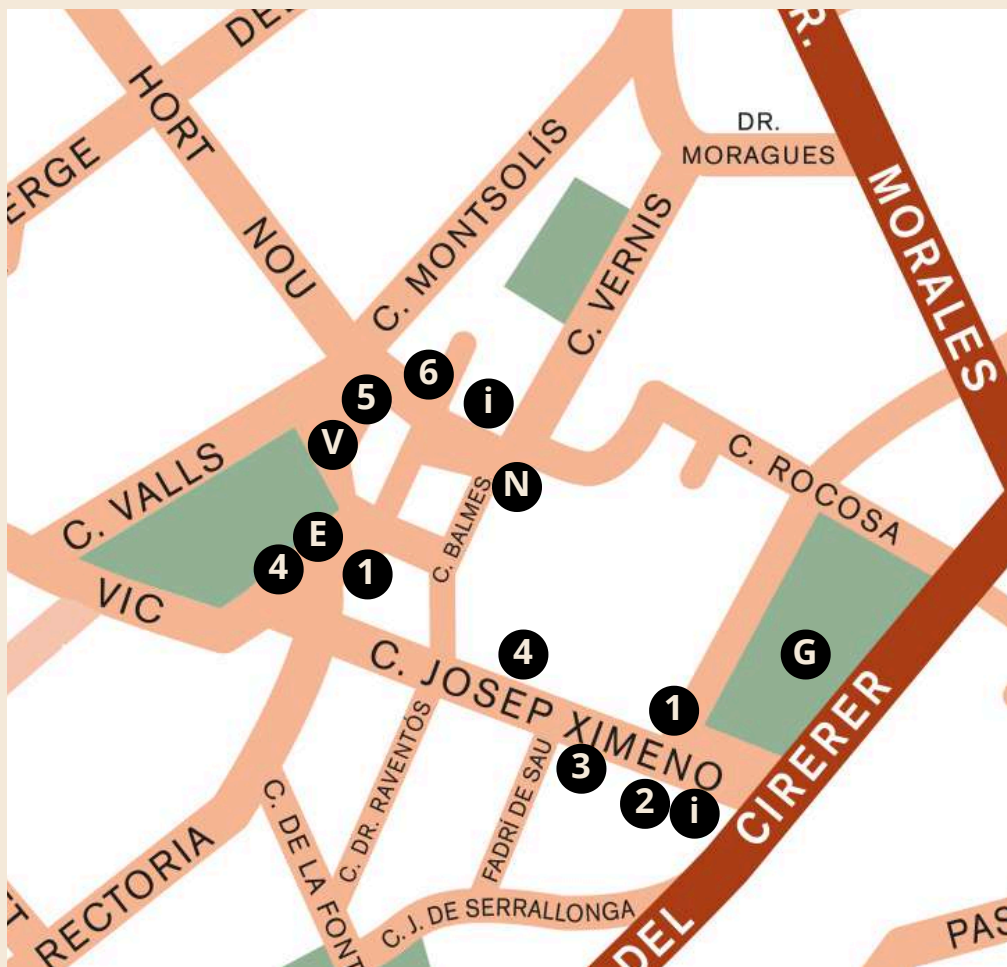 DE
HORT
NOU
ERGE
R.
MORALES
DR.
MORAGUES
C. MONTSOLÍS
C. VERNIS
6
5
i
V
N
C. VALLS
C. ROCOSA
C. BALMES
E
4
1
VIC
4
G
C. JOSEP XIMENO
1
3
2
i
CIRERER
DEL
C. DR. RAVENTÓS
FADRÍ DE SAU
C. DE LA FONT
RECTORIA
C. J. DE SERRALLONGA
T
PAS